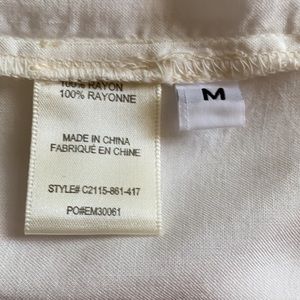 100% RAYON
100% RAYONNE
MADE IN CHINA
FABRIQUÉ EN CHINE
STYLE# C2115-861-417
PO#EM30061
M